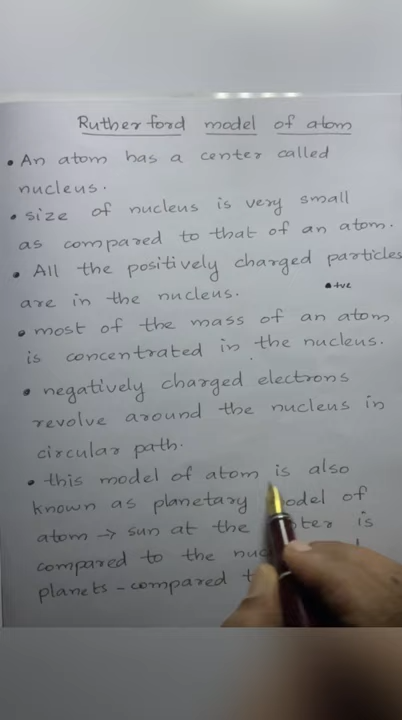 Rutherford model of atom
• An atom has a center called
nucleus.
• size of nucleus is very small
as compared to that of an atom.
• All the positively charged particles
are in the nucleus.
+ve
• most of the mass of an atom
is concentrated in the nucleus.
• negatively charged electrons
revolve around the nucleus in
circular path.
• this model of atom is also
known as planetary model of
atom → sun at the is
compared to the
planets - compared